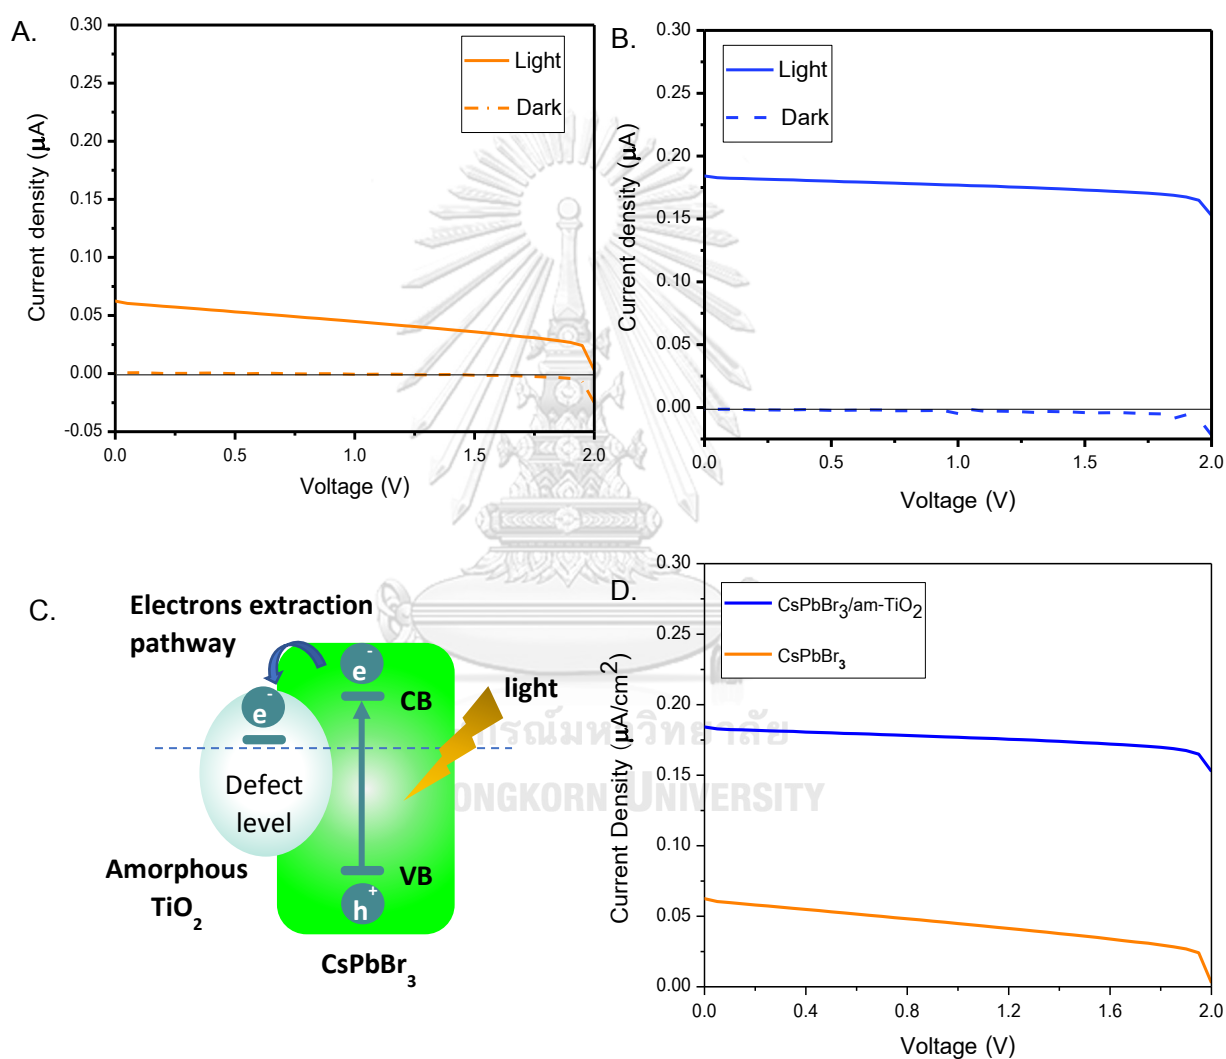 A.
0.30
0.25
0.20
0.15
0.10
0.05
0.00
-0.05
Current density (µA)
Light
Dark
0.0 0.5 1.0 1.5 2.0
Voltage (V)
B.
0.30
0.25
0.20
0.15
0.10
0.05
0.00
Current density (µA)
Light
Dark
0.0 0.5 1.0 1.5 2.0
Voltage (V)
C.
Electrons extraction
pathway
e-
e-
CB
light
Defect
level
Amorphous
TiO2
VB
h+
CsPbBr3
D.
0.30
0.25
0.20
0.15
0.10
0.05
0.00
Current Density (µA/cm2)
CsPbBr3/am-TiO2
CsPbBr3
0.0 0.4 0.8 1.2 1.6 2.0
Voltage (V)
UNIVERSITY